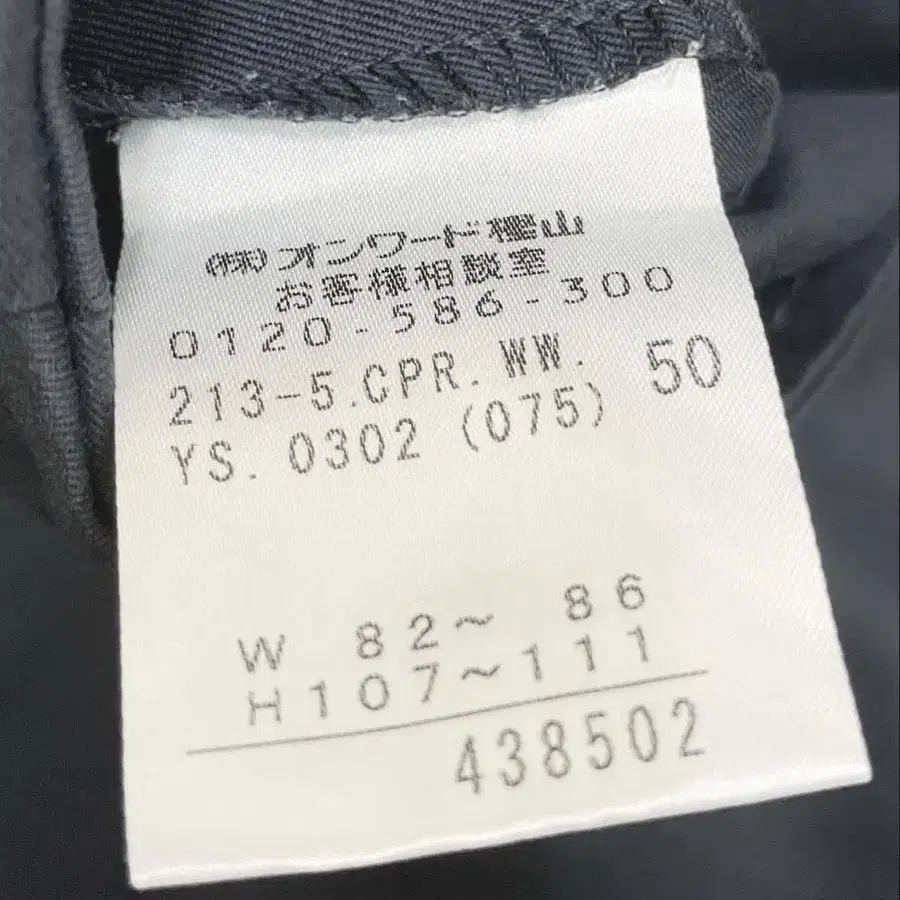 (株)オンワード樫山
お客様相談室
0120-586-300
213-5.CPR.WW. 50
YS. 0302 (075)
W 82~ 86
H107~111
438502